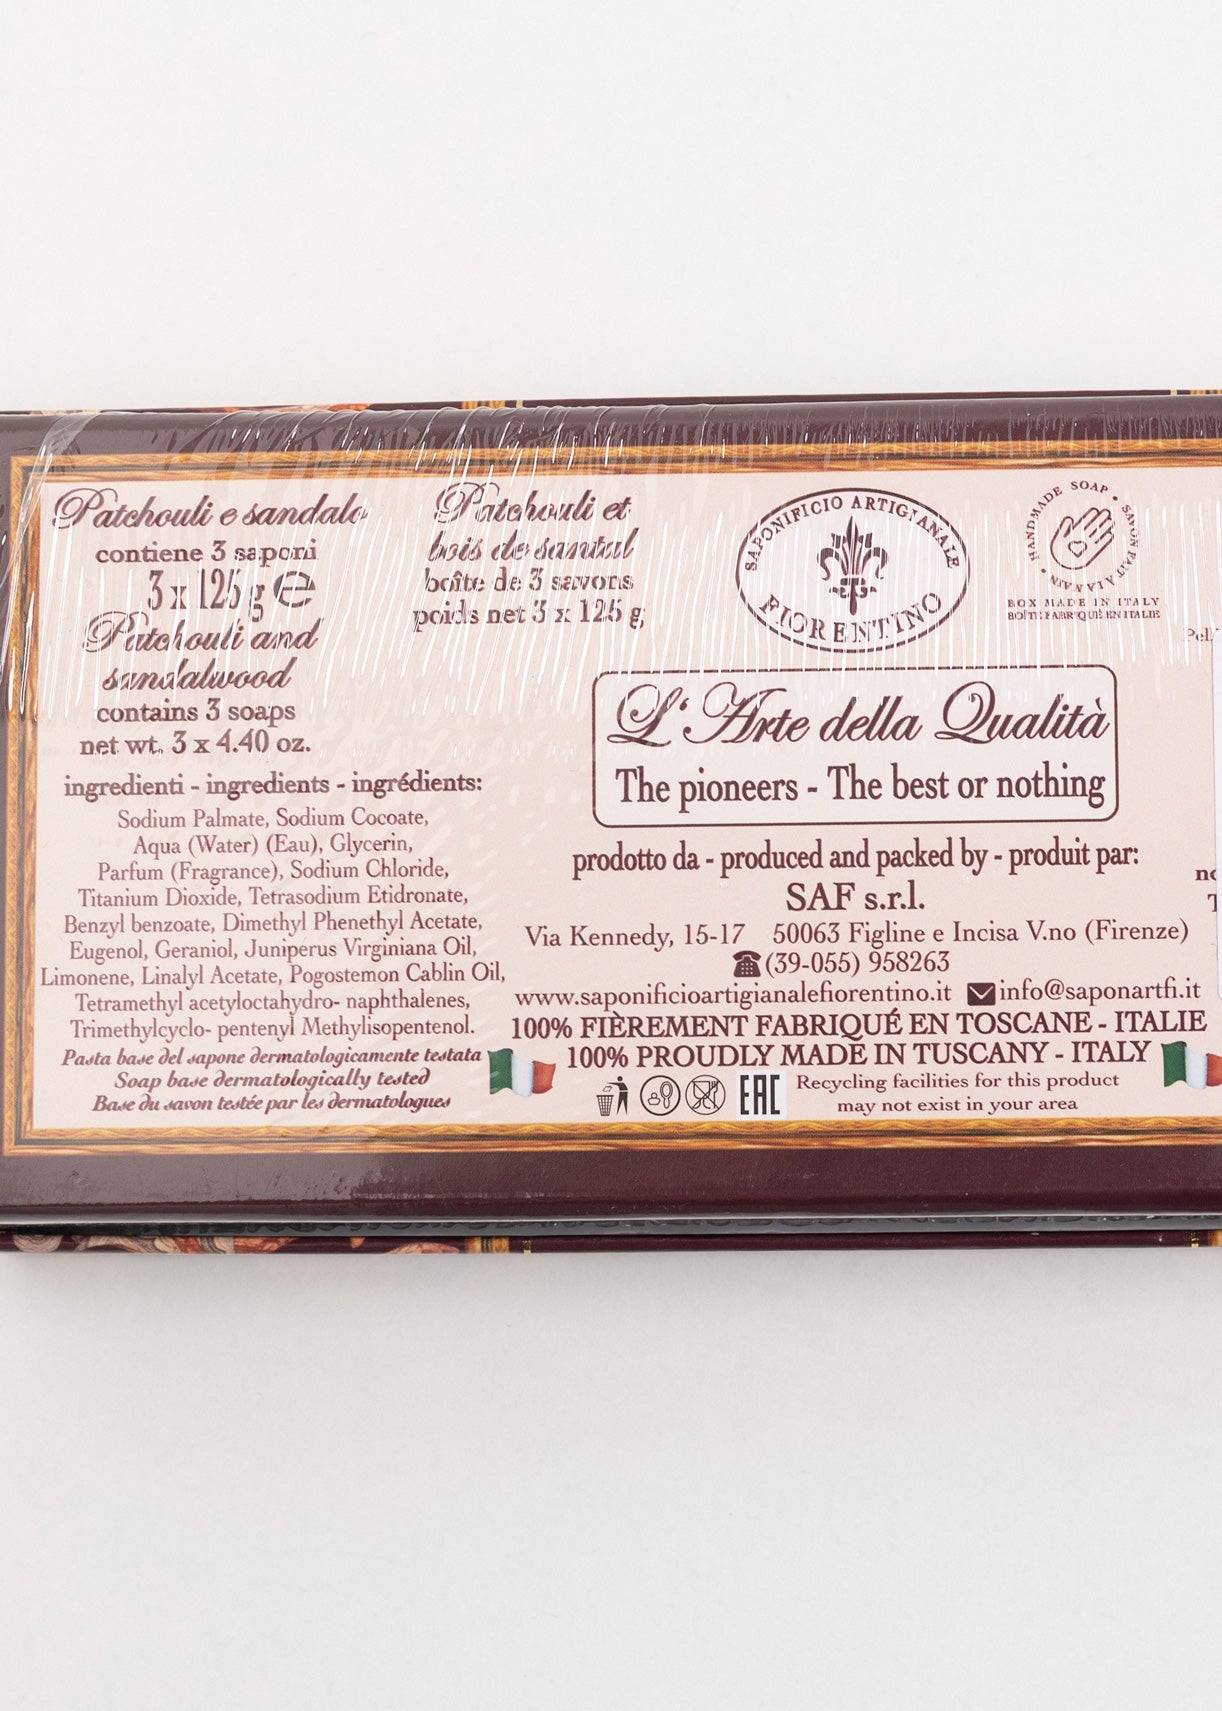 Patchouli e sandalo
contiene 3 saponi
3 x 125 g ℮
Patchouli and
sandalwood
contains 3 soaps
net wt. 3 x 4.40 oz.
Patchouli et
bois de santal
boîte de 3 savons
poids net 3 x 125 g;
ingredienti - ingredients - ingrédients:
Sodium Palmate, Sodium Cocoate,
Aqua (Water) (Eau), Glycerin,
Parfum (Fragrance), Sodium Chloride,
Titanium Dioxide, Tetrasodium Etidronate,
Benzyl benzoate, Dimethyl Phenethyl Acetate,
Eugenol, Geraniol, Juniperus Virginiana Oil,
Limonene, Linalyl Acetate, Pogostemon Cablin Oil,
Tetramethyl acetyloctahydro- naphthalenes,
Trimethylcyclo- pentenyl Methylisopentenol.
Pasta base del sapone dermatologicamente testata
Soap base dermatologically tested
Base du savon testée par les dermatologues
SAPONIFICIO ARTIGIANALE
FIORENTINO
HANDMADE SOAP •
SAVON FAIT A LA MAIN •
BOX MADE IN ITALY
BOÎTE FABRIQUÉ EN ITALIE
L'Arte della Qualità
The pioneers - The best or nothing
prodotto da - produced and packed by - produit par:
SAF s.r.l.
Via Kennedy, 15-17 50063 Figline e Incisa V.no (Firenze)
(39-055) 958263
www.saponificioartigianalefiorentino.it info@saponartfi.it
100% FIÈREMENT FABRIQUÉ EN TOSCANE - ITALIE
100% PROUDLY MADE IN TUSCANY - ITALY
EAC
Recycling facilities for this product
may not exist in your area